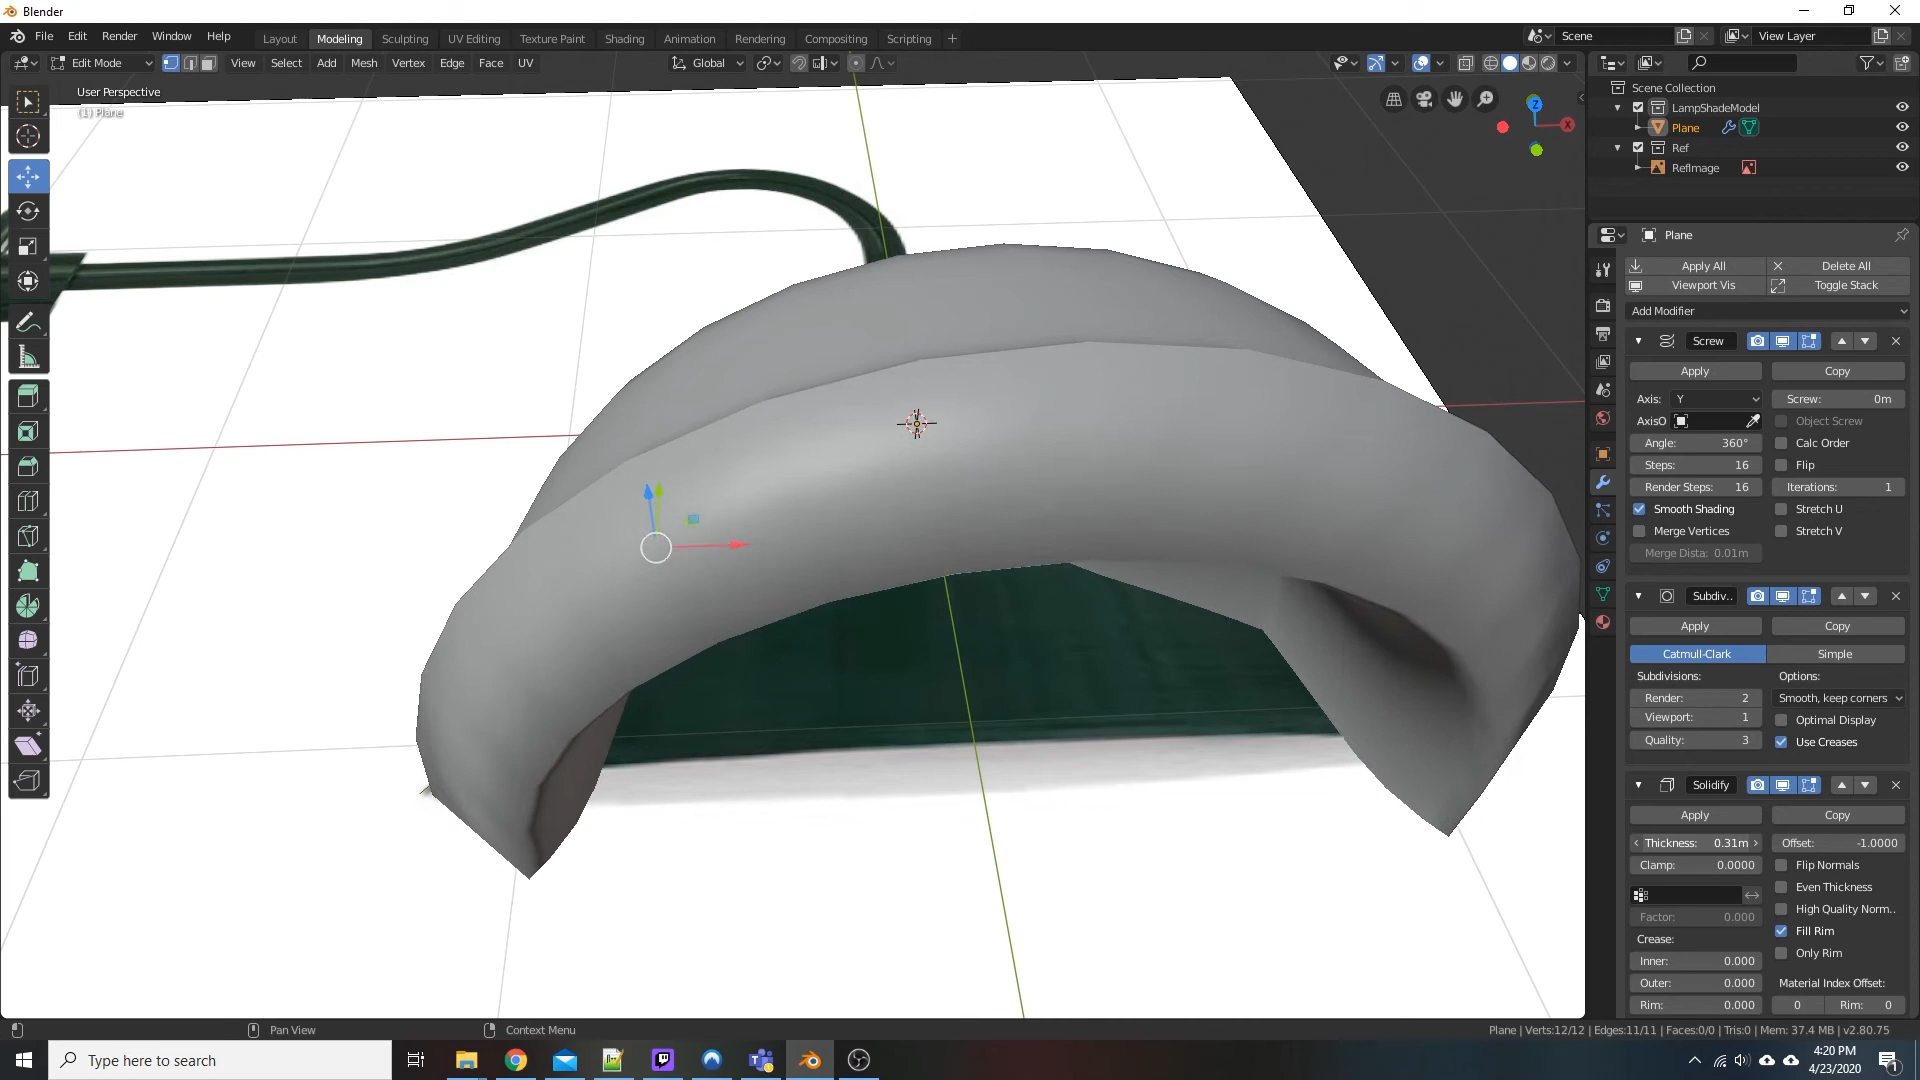 Blender
File Edit Render Window Help
Layout Modeling Sculpting UV Editing Texture Paint Shading Animation Rendering Compositing Scripting +
Scene View Layer
Edit Mode View Select Add Mesh Vertex Edge Face UV Global
User Perspective
(1) Plane
Z
X
Scene Collection
LampShadeModel
Plane
Ref
RefImage
Plane
Apply All Delete All
Viewport Vis Toggle Stack
Add Modifier
Screw
Apply Copy
Axis: Y Screw: 0m
AxisO Object Screw
Angle: 360° Calc Order
Steps: 16 Flip
Render Steps: 16 Iterations: 1
Smooth Shading Stretch U
Merge Vertices Stretch V
Merge Dista: 0.01m
Subdiv..
Apply Copy
Catmull-Clark Simple
Subdivisions: Options:
Render: 2 Smooth, keep corners
Viewport: 1 Optimal Display
Quality: 3 Use Creases
Solidify
Apply Copy
Thickness: 0.31m Offset: -1.0000
Clamp: 0.0000 Flip Normals
Even Thickness
High Quality Norm..
Factor: 0.000
Fill Rim
Crease:
Only Rim
Inner: 0.000
Outer: 0.000 Material Index Offset:
Rim: 0.000 0 Rim: 0
Pan View Context Menu
Plane | Verts:12/12 | Edges:11/11 | Faces:0/0 | Tris:0 | Mem: 37.4 MB | v2.80.75
Type here to search
4:20 PM
4/23/2020
1